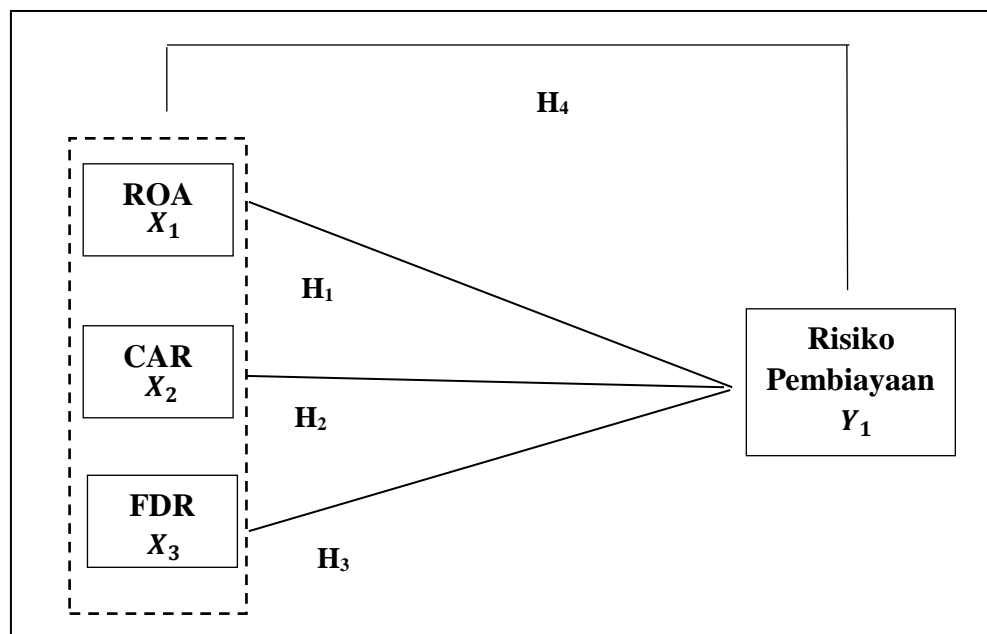 H₄
ROA
X₁
H₁
CAR
X₂
H₂
FDR
X₃
H₃
Risiko
Pembiayaan
Y₁